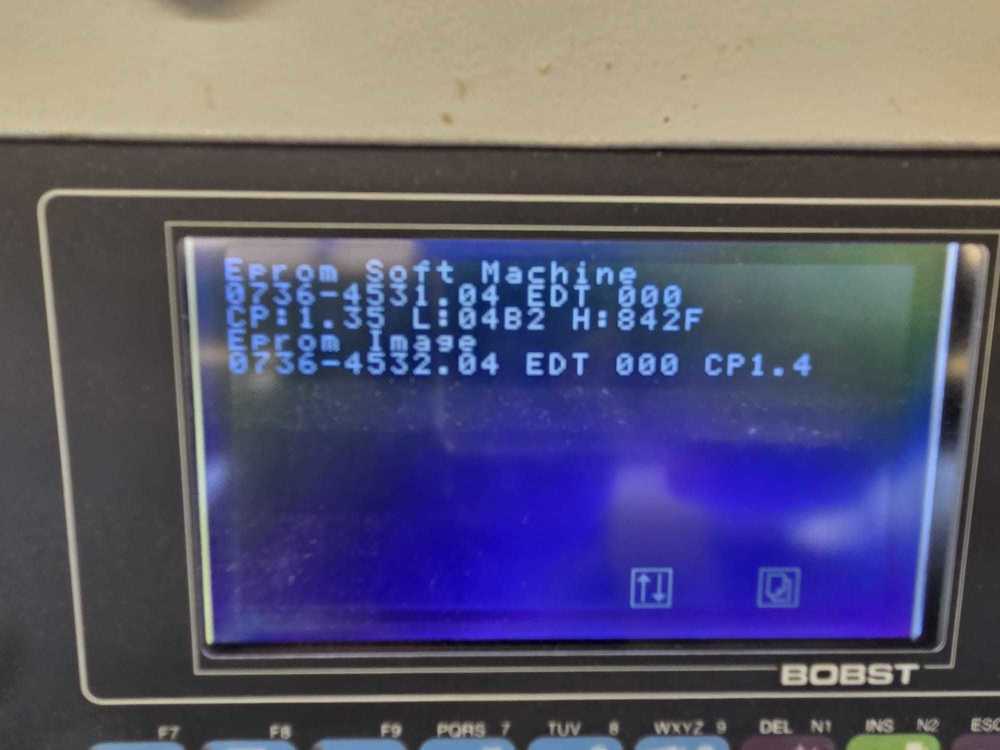 Eprom Soft Machine
0736-4531.04 EDT 000
CP:1.35 L:04B2 H:842F
Eprom Image
0736-4532.04 EDT 000 CP1.4
BOBST
F7 F8 F9 PQRS 7 TUV 8 WXYZ 9 DEL N1 INS N2 ESC